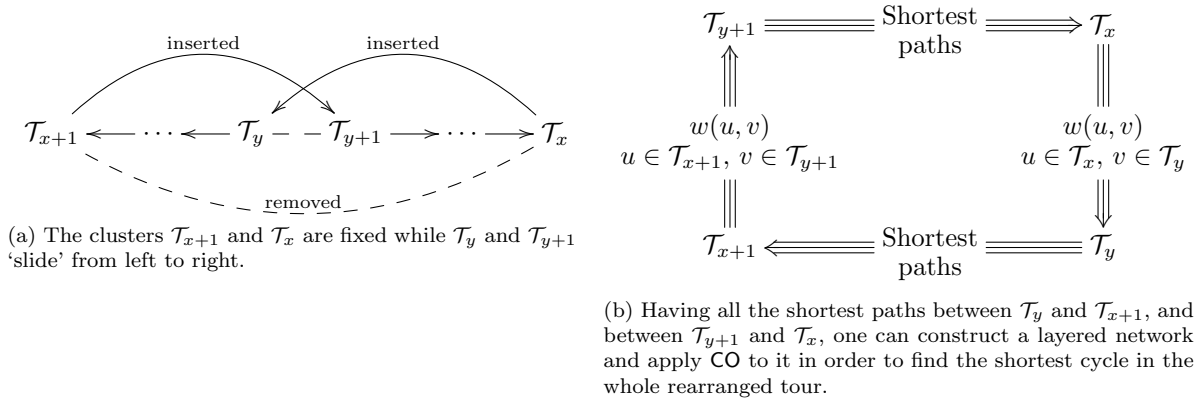 inserted inserted
𝒯x+1 ··· 𝒯y 𝒯y+1 ··· 𝒯x
removed
(a) The clusters 𝒯x+1 and 𝒯x are fixed while 𝒯y and 𝒯y+1
‘slide’ from left to right.
𝒯y+1 Shortest 𝒯x
paths
w(u, v) w(u, v)
u ∈ 𝒯x+1, v ∈ 𝒯y+1 u ∈ 𝒯x, v ∈ 𝒯y
𝒯x+1 Shortest 𝒯y
paths
(b) Having all the shortest paths between 𝒯y and 𝒯x+1, and
between 𝒯y+1 and 𝒯x, one can construct a layered network
and apply CO to it in order to find the shortest cycle in the
whole rearranged tour.